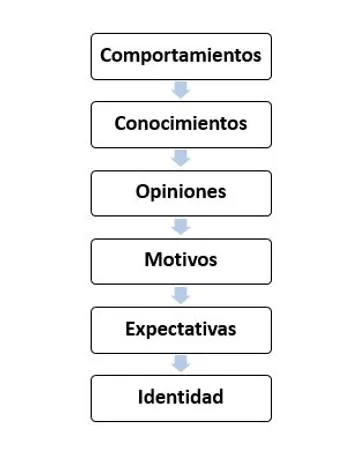 Comportamientos
Conocimientos
Opiniones
Motivos
Expectativas
Identidad